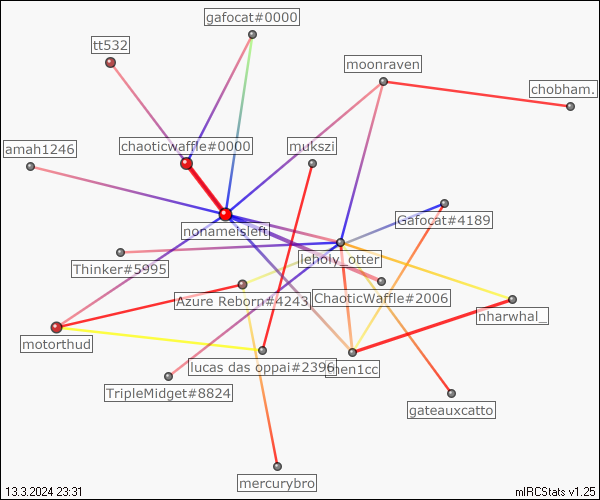 gafocat#0000
tt532
moonraven
chobham.
amah1246
chaoticwaffle#0000
mukszi
Gafocat#4189
nonameisleft
leholy_otter
Thinker#5995
Azure Reborn#4243
ChaoticWaffle#2006
nharwhal_
motorthud
lucas das oppai#2396
TripleMidget#8824
gateauxcatto
mercurybro
13.3.2024 23:31
mIRCStats v1.25